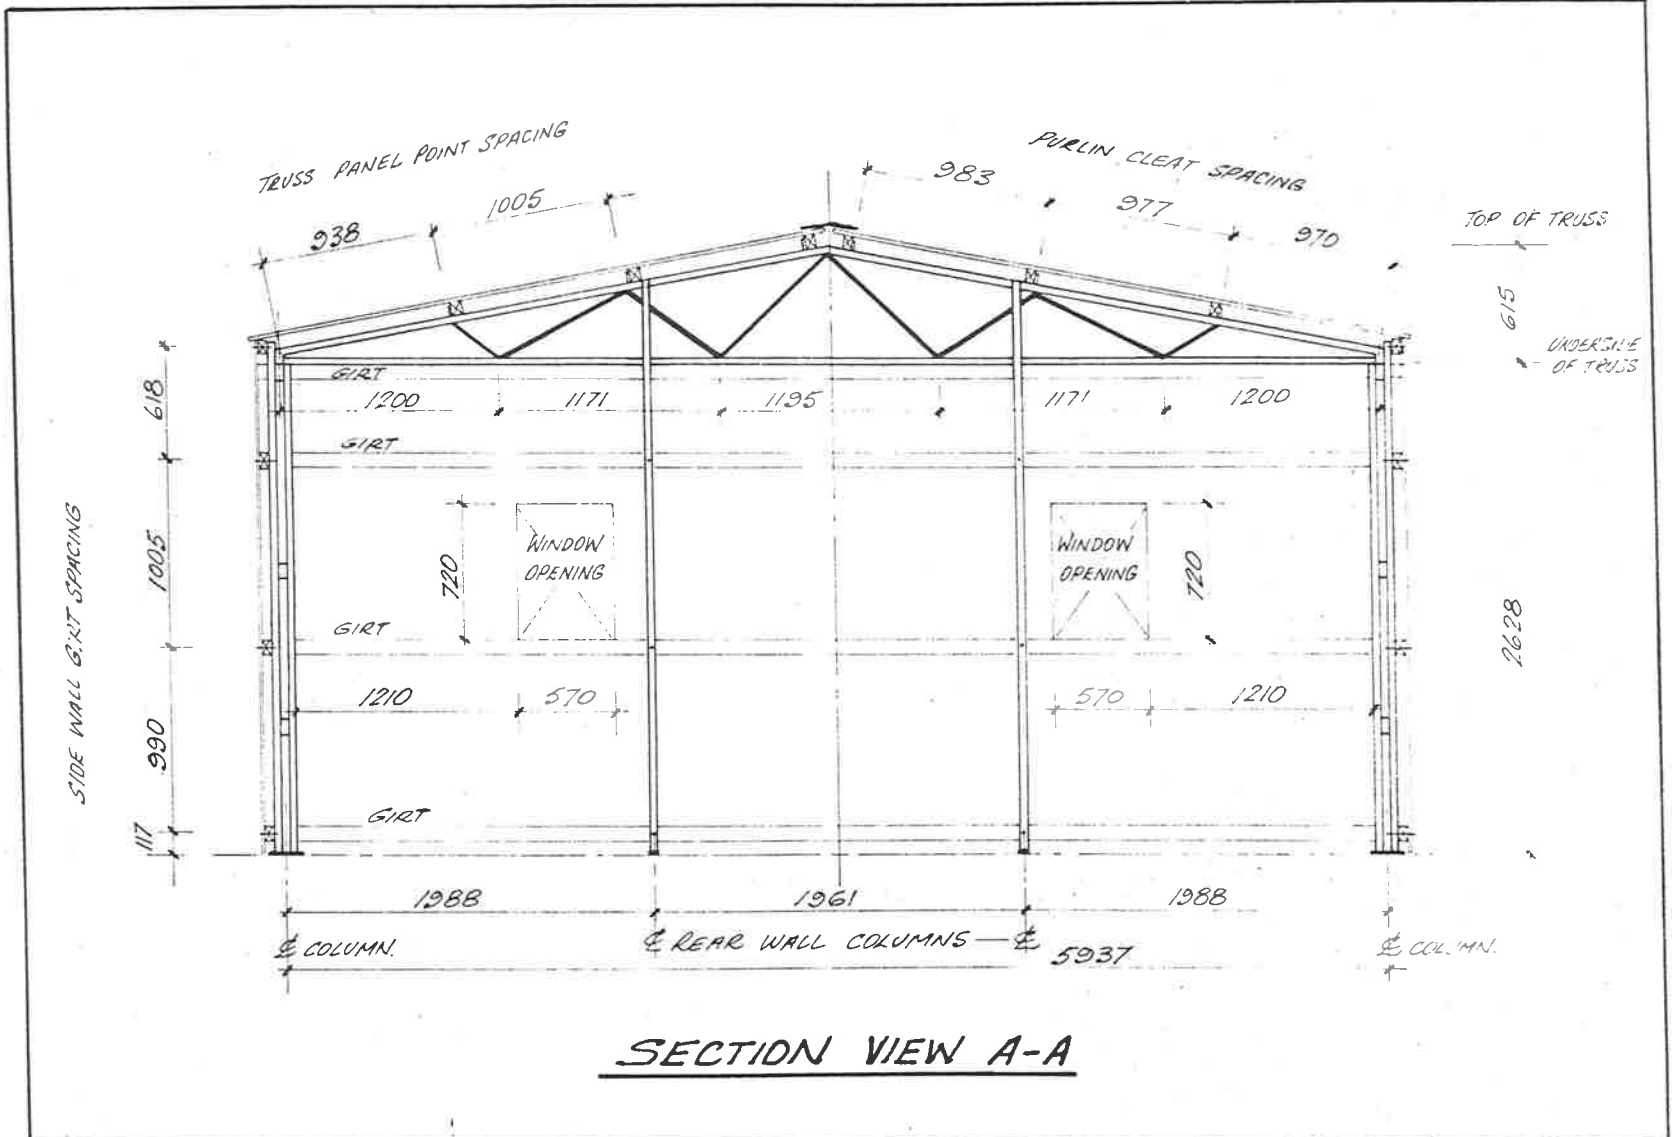 TRUSS PANEL POINT SPACING
PURLIN CLEAT SPACING
938
1005
983
977
970
TOP OF TRUSS
615
UNDERSIDE
OF TRUSS
GIRT
1200
1171
1195
1171
1200
618
GIRT
SIDE WALL GIRT SPACING
1005
720
WINDOW
OPENING
WINDOW
OPENING
720
2628
GIRT
1210
570
570
1210
990
GIRT
117
1988
1961
1988
℄ COLUMN.
℄ REAR WALL COLUMNS — ℄
5937
℄ COLUMN.
SECTION VIEW A-A